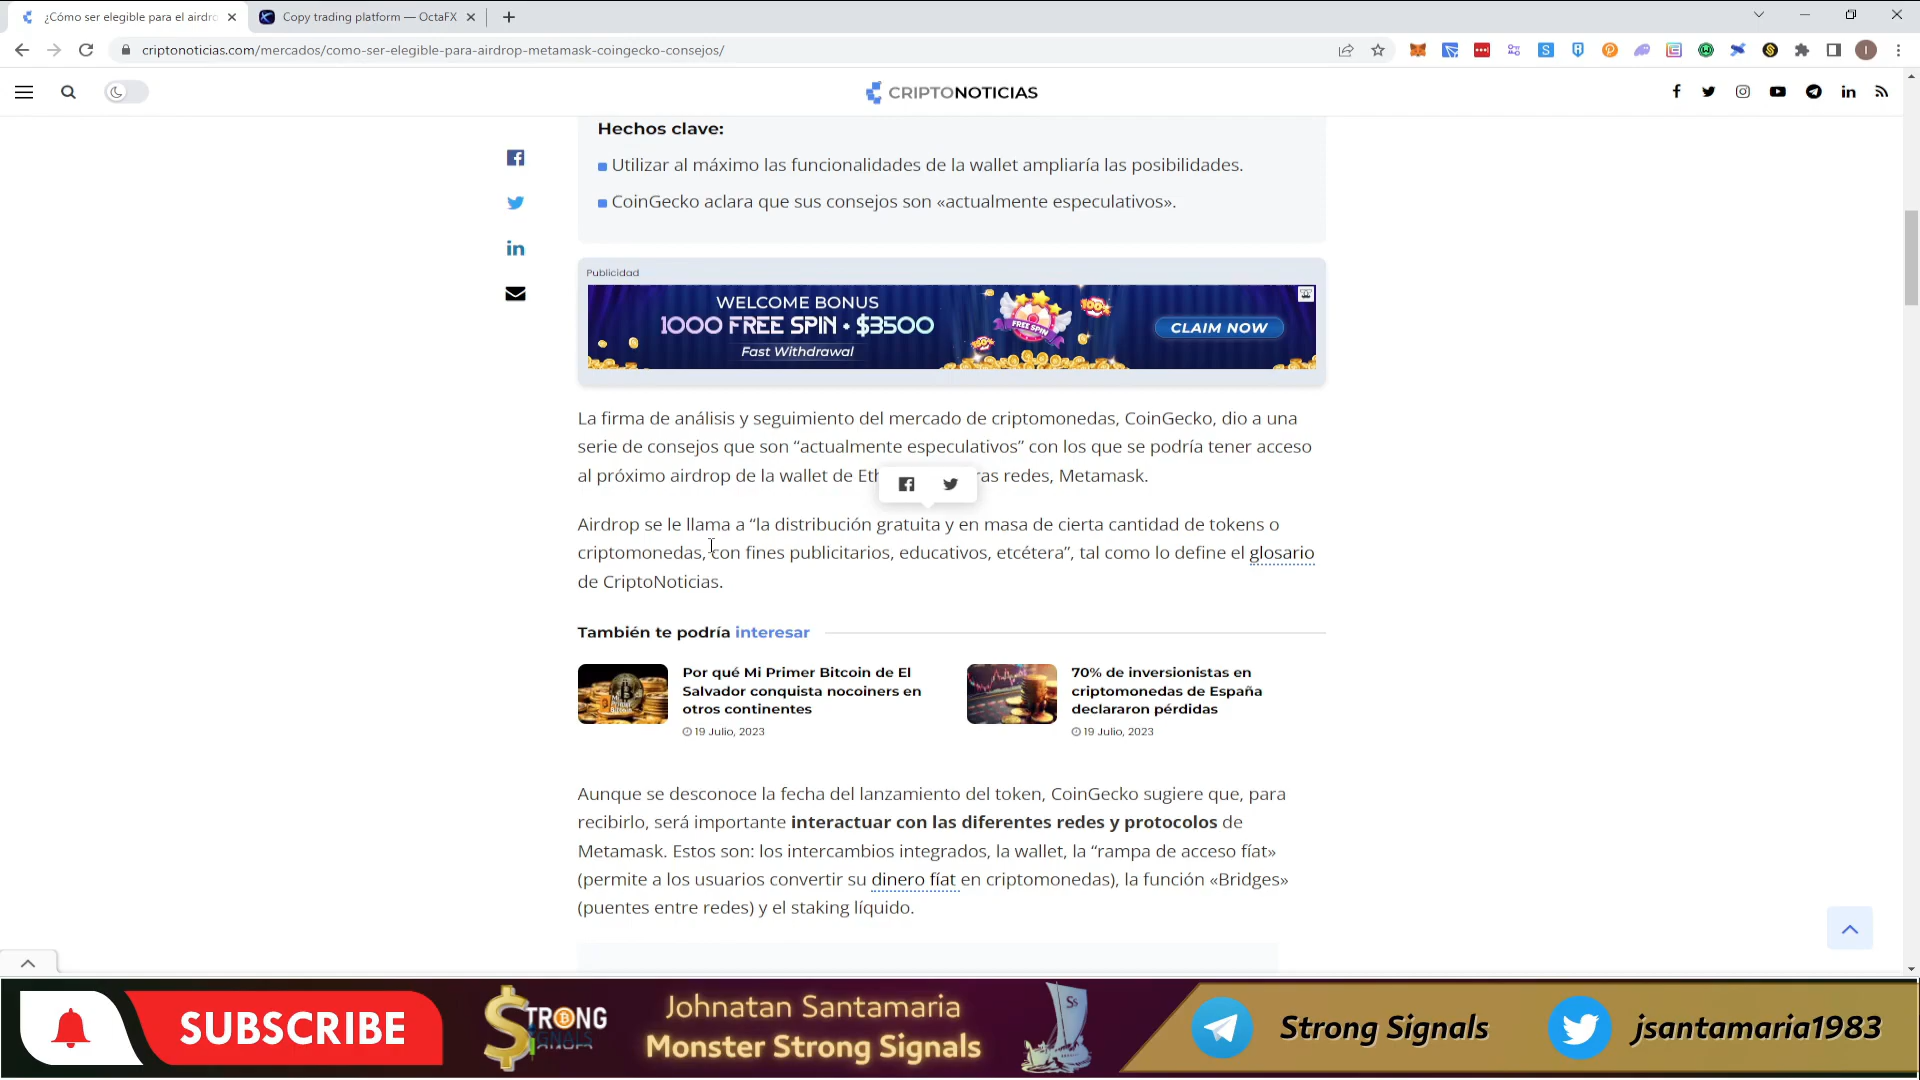 ¿Cómo ser elegible para el airdro
Copy trading platform — OctaFX
criptonoticias.com/mercados/como-ser-elegible-para-airdrop-metamask-coingecko-consejos/
CRIPTONOTICIAS
Hechos clave:
Utilizar al máximo las funcionalidades de la wallet ampliaría las posibilidades.
CoinGecko aclara que sus consejos son «actualmente especulativos».
Publicidad
WELCOME BONUS
1000 FREE SPIN + $3500
Fast Withdrawal
FREE SPIN
CLAIM NOW
La firma de análisis y seguimiento del mercado de criptomonedas, CoinGecko, dio a una
serie de consejos que son “actualmente especulativos” con los que se podría tener acceso
al próximo airdrop de la wallet de Eth ras redes, Metamask.
Airdrop se le llama a “la distribución gratuita y en masa de cierta cantidad de tokens o
criptomonedas, con fines publicitarios, educativos, etcétera”, tal como lo define el glosario
de CriptoNoticias.
También te podría interesar
Por qué Mi Primer Bitcoin de El
Salvador conquista nocoiners en
otros continentes
19 Julio, 2023
70% de inversionistas en
criptomonedas de España
declararon pérdidas
19 Julio, 2023
Aunque se desconoce la fecha del lanzamiento del token, CoinGecko sugiere que, para
recibirlo, será importante interactuar con las diferentes redes y protocolos de
Metamask. Estos son: los intercambios integrados, la wallet, la “rampa de acceso fíat»
(permite a los usuarios convertir su dinero fíat en criptomonedas), la función «Bridges»
(puentes entre redes) y el staking líquido.
SUBSCRIBE
STRONG
SIGNALS
Johnatan Santamaria
Monster Strong Signals
Ss
Strong Signals
jsantamaria1983